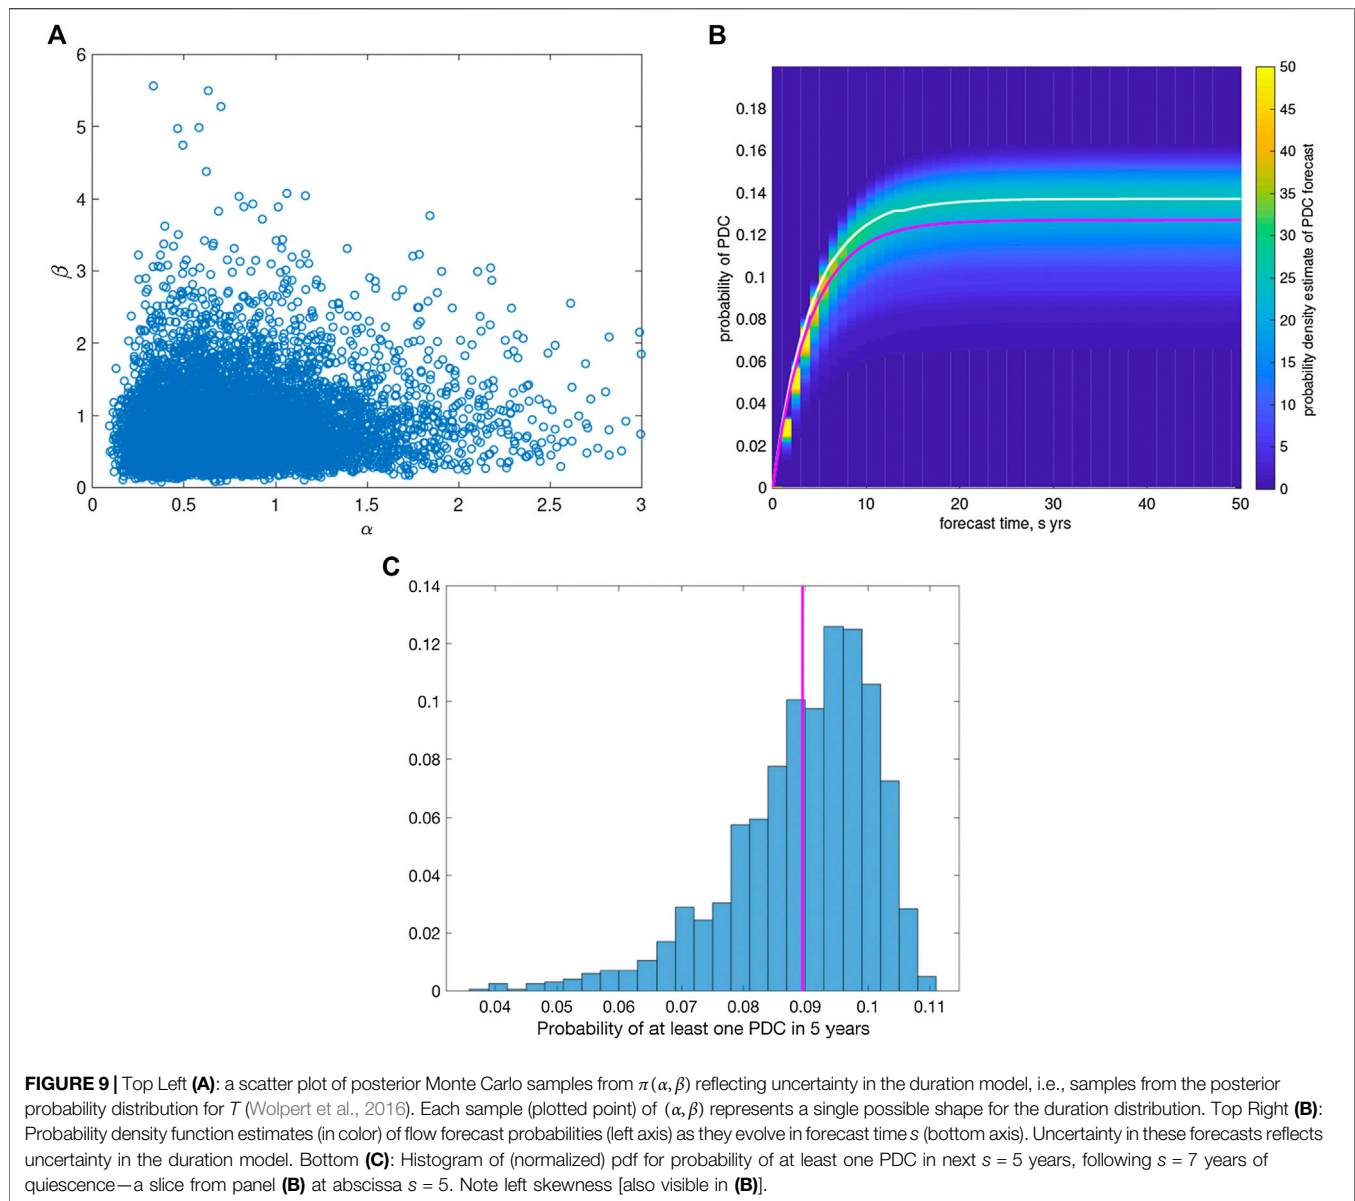 A
6
5
4
3
2
1
0
β
0 0.5 1 1.5 2 2.5 3
α
B
0.18
0.16
0.14
0.12
0.1
0.08
0.06
0.04
0.02
0
probability of PDC
0 10 20 30 40 50
forecast time, s yrs
50
45
40
35
30
25
20
15
10
5
0
probability density estimate of PDC forecast
C
0.14
0.12
0.1
0.08
0.06
0.04
0.02
0
0.04 0.05 0.06 0.07 0.08 0.09 0.1 0.11
Probability of at least one PDC in 5 years
FIGURE 9 | Top Left (A): a scatter plot of posterior Monte Carlo samples from π(α,β) reflecting uncertainty in the duration model, i.e., samples from the posterior
probability distribution for T (Wolpert et al., 2016). Each sample (plotted point) of (α,β) represents a single possible shape for the duration distribution. Top Right (B):
Probability density function estimates (in color) of flow forecast probabilities (left axis) as they evolve in forecast time s (bottom axis). Uncertainty in these forecasts reflects
uncertainty in the duration model. Bottom (C): Histogram of (normalized) pdf for probability of at least one PDC in next s = 5 years, following s = 7 years of
quiescence—a slice from panel (B) at abscissa s = 5. Note left skewness [also visible in (B)].